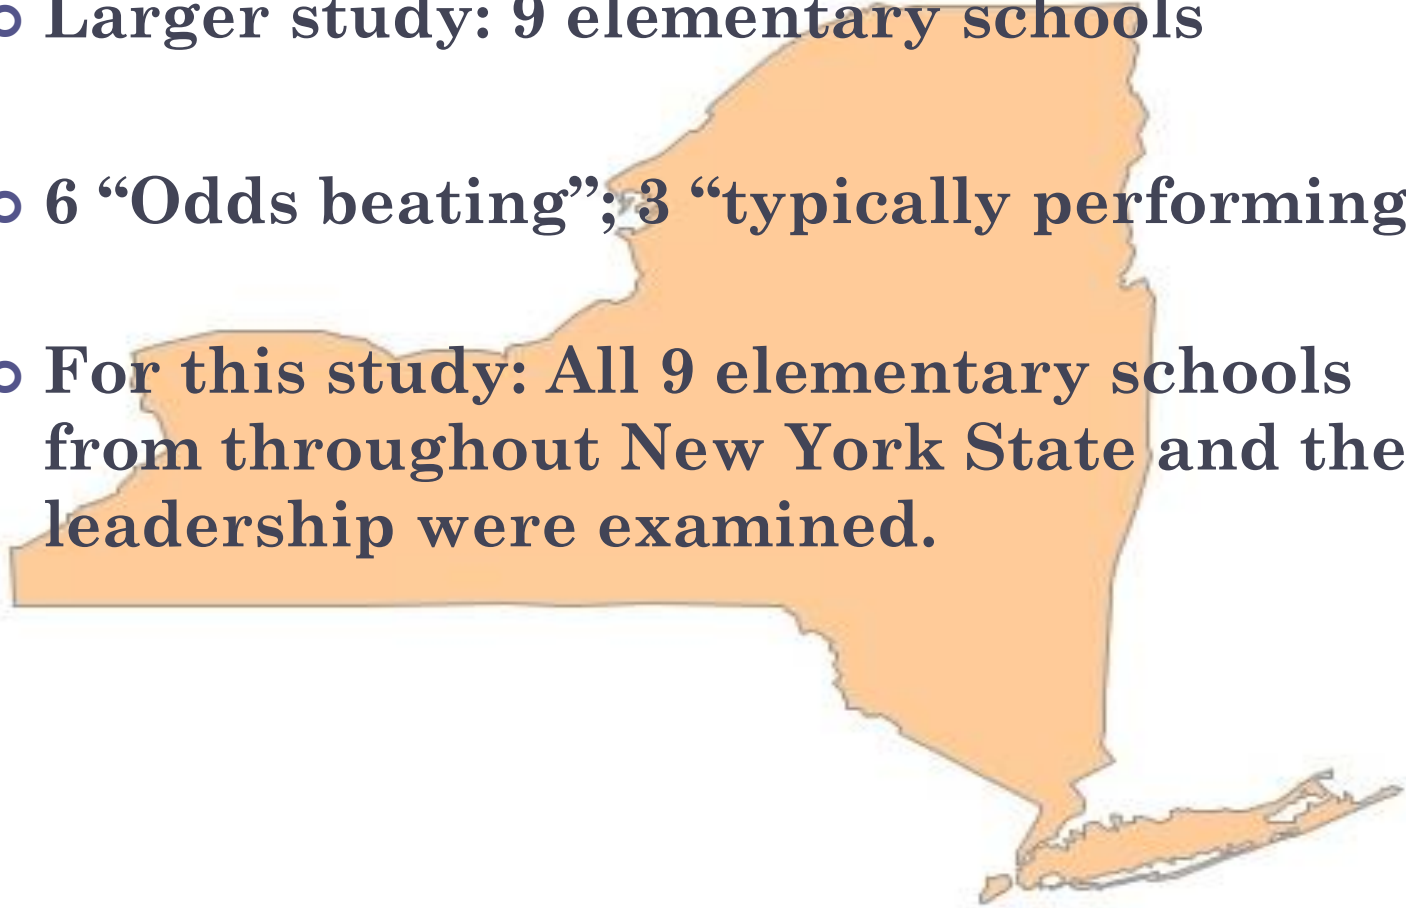 Larger study: 9 elementary schools
6 “Odds beating”; 3 “typically performing
For this study: All 9 elementary schools
from throughout New York State and the
leadership were examined.